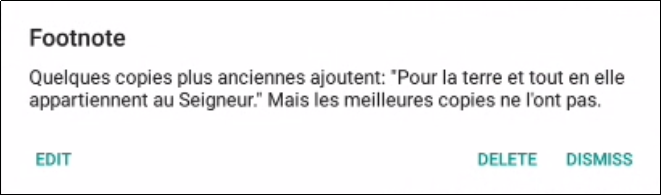 Footnote
Quelques copies plus anciennes ajoutent: "Pour la terre et tout en elle
appartiennent au Seigneur." Mais les meilleures copies ne l'ont pas.
EDIT DELETE DISMISS